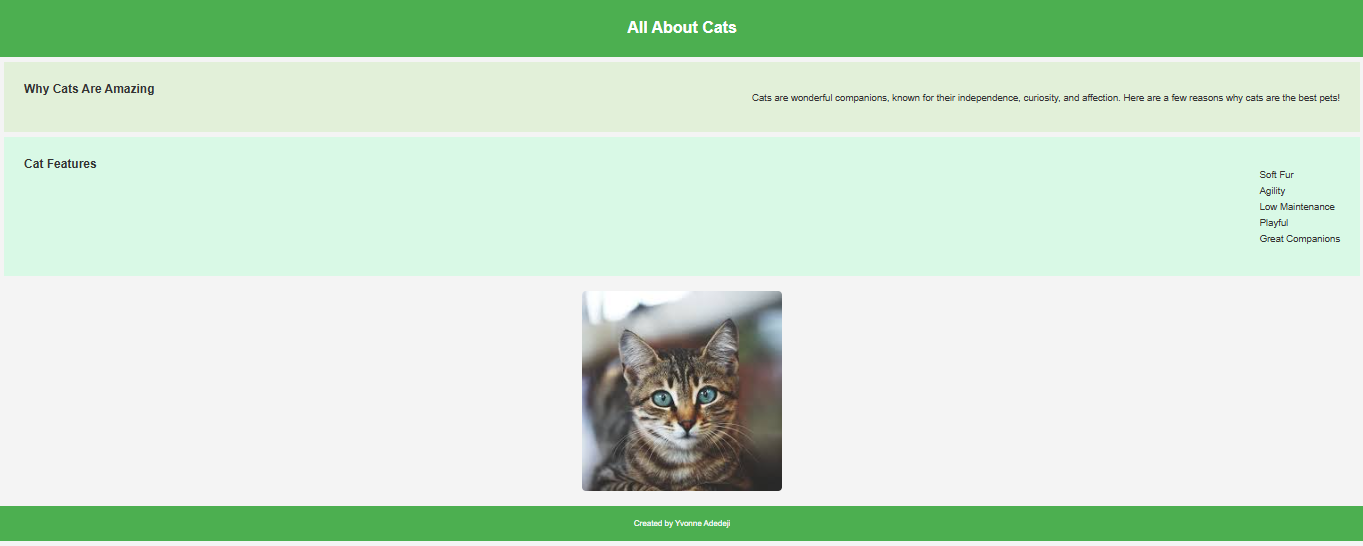 All About Cats
Why Cats Are Amazing
Cats are wonderful companions, known for their independence, curiosity, and affection. Here are a few reasons why cats are the best pets!
Cat Features
Soft Fur
Agility
Low Maintenance
Playful
Great Companions
Created by Yvonne Adedeji